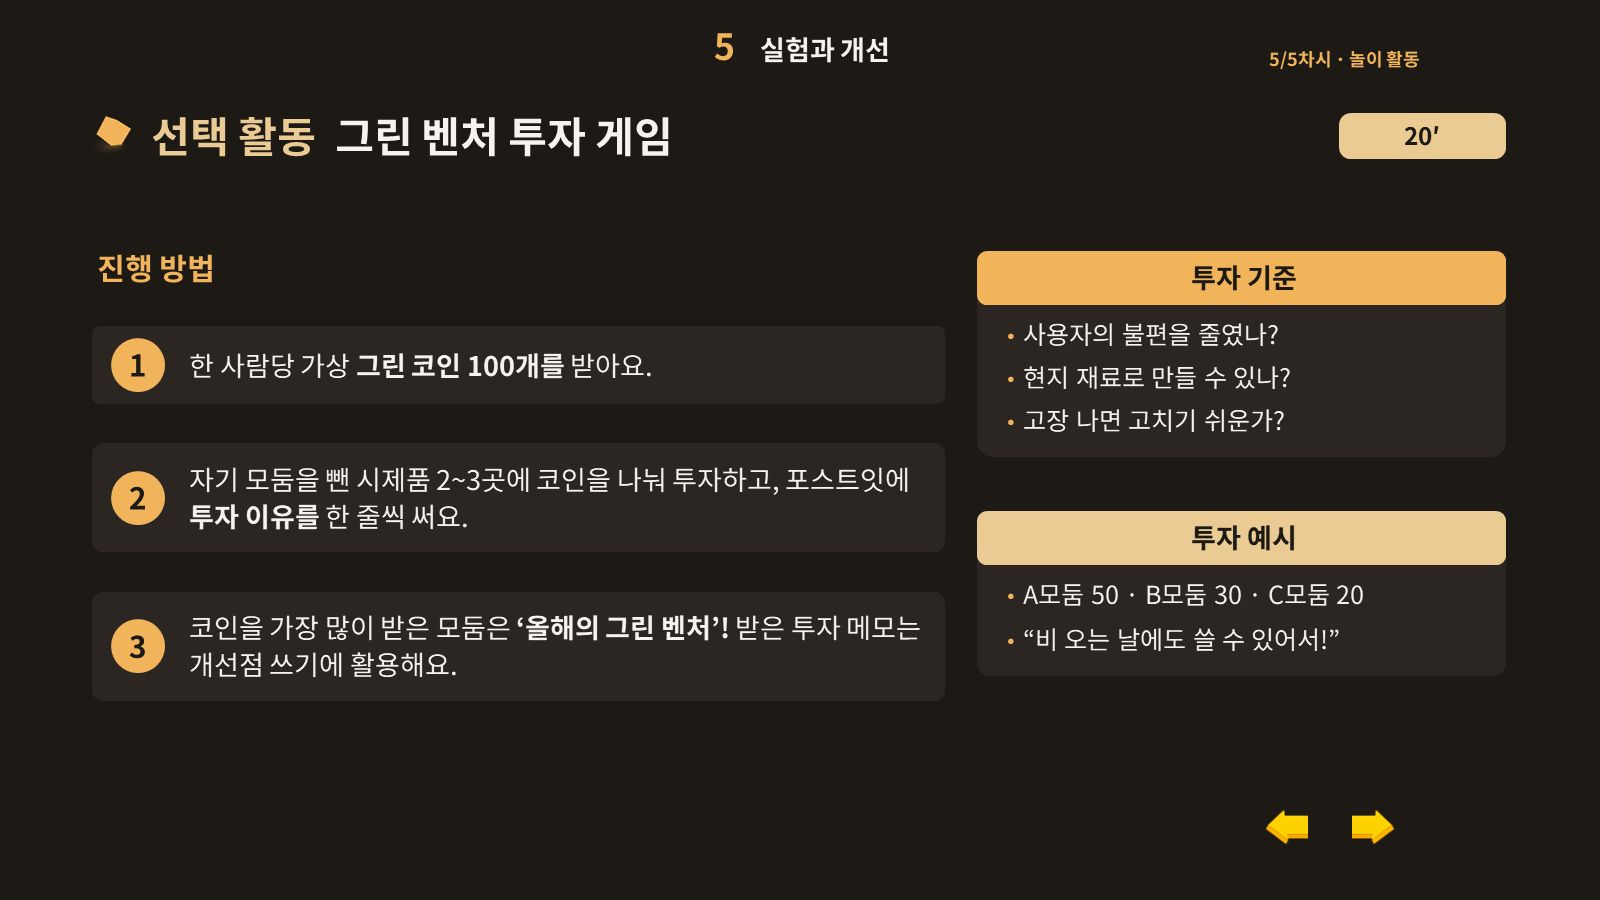 5 실험과 개선
5/5차시 · 놀이 활동
선택 활동 그린 벤처 투자 게임
20′
진행 방법
1 한 사람당 가상 그린 코인 100개를 받아요.
2 자기 모둠을 뺀 시제품 2~3곳에 코인을 나눠 투자하고, 포스트잇에
투자 이유를 한 줄씩 써요.
3 코인을 가장 많이 받은 모둠은 ‘올해의 그린 벤처’! 받은 투자 메모는
개선점 쓰기에 활용해요.
투자 기준
• 사용자의 불편을 줄였나?
• 현지 재료로 만들 수 있나?
• 고장 나면 고치기 쉬운가?
투자 예시
• A모둠 50 · B모둠 30 · C모둠 20
• “비 오는 날에도 쓸 수 있어서!”